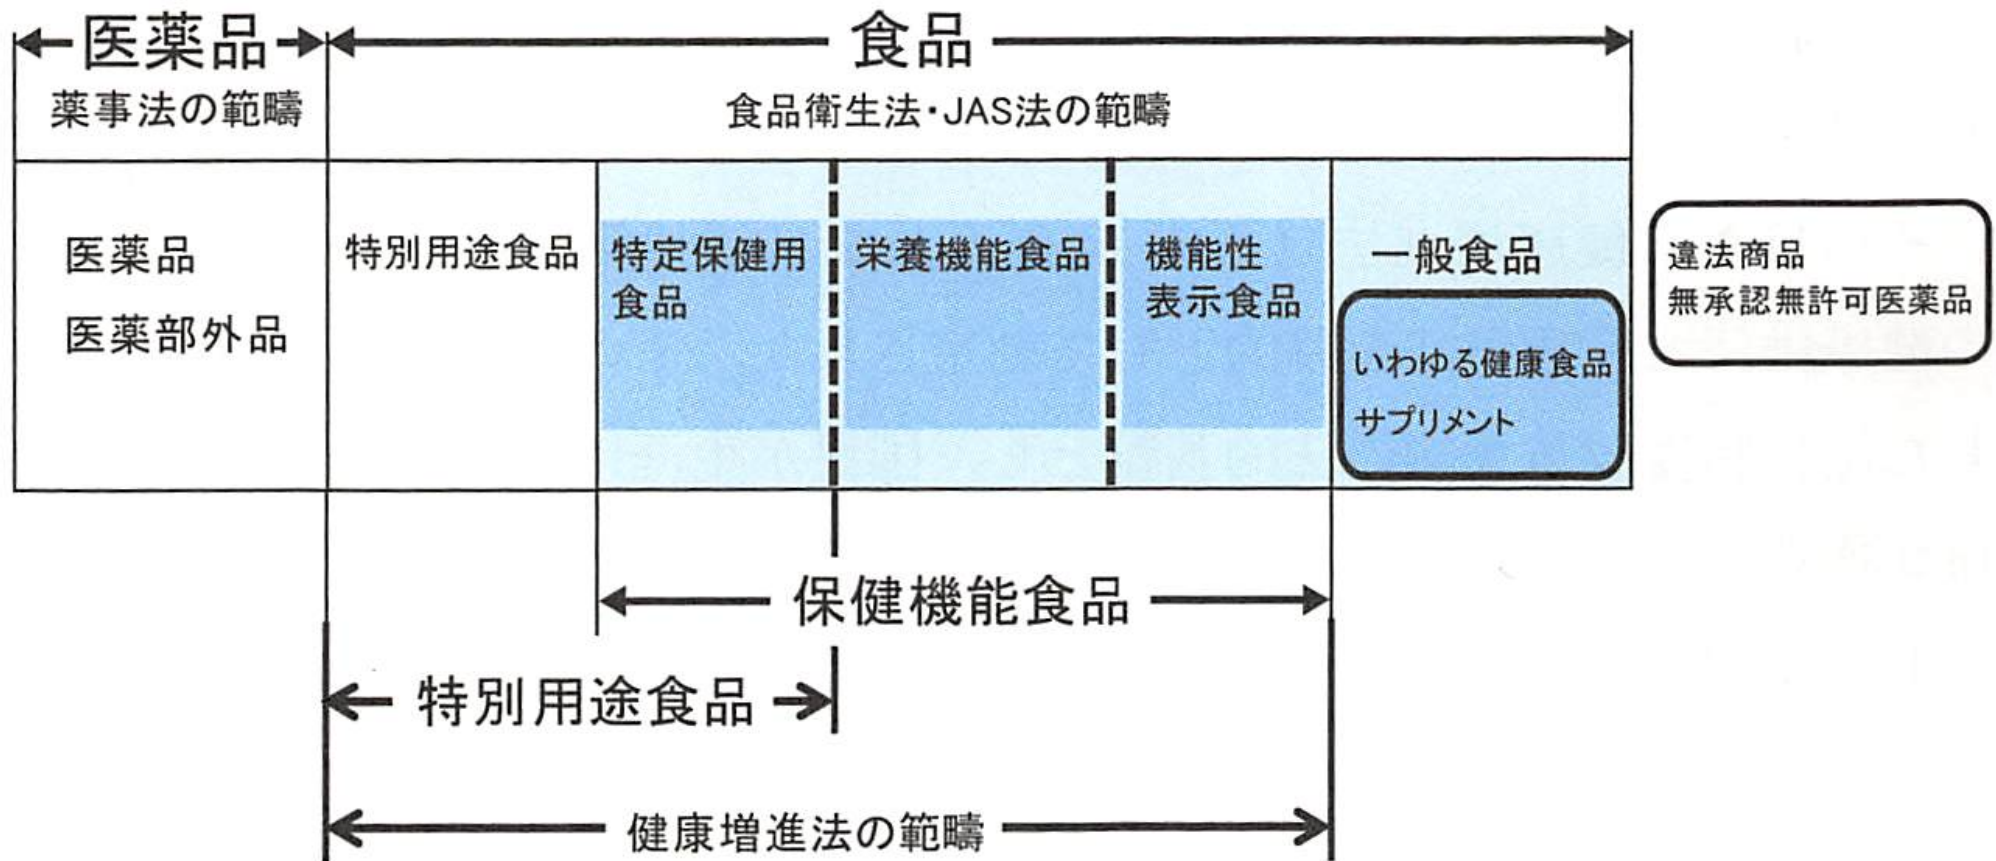 医薬品
食品
薬事法の範疇
食品衛生法・JAS法の範疇
医薬品
医薬部外品
特別用途食品
特定保健用
食品
栄養機能食品
機能性
表示食品
一般食品
いわゆる健康食品
サプリメント
違法商品
無承認無許可医薬品
保健機能食品
特別用途食品
健康増進法の範疇